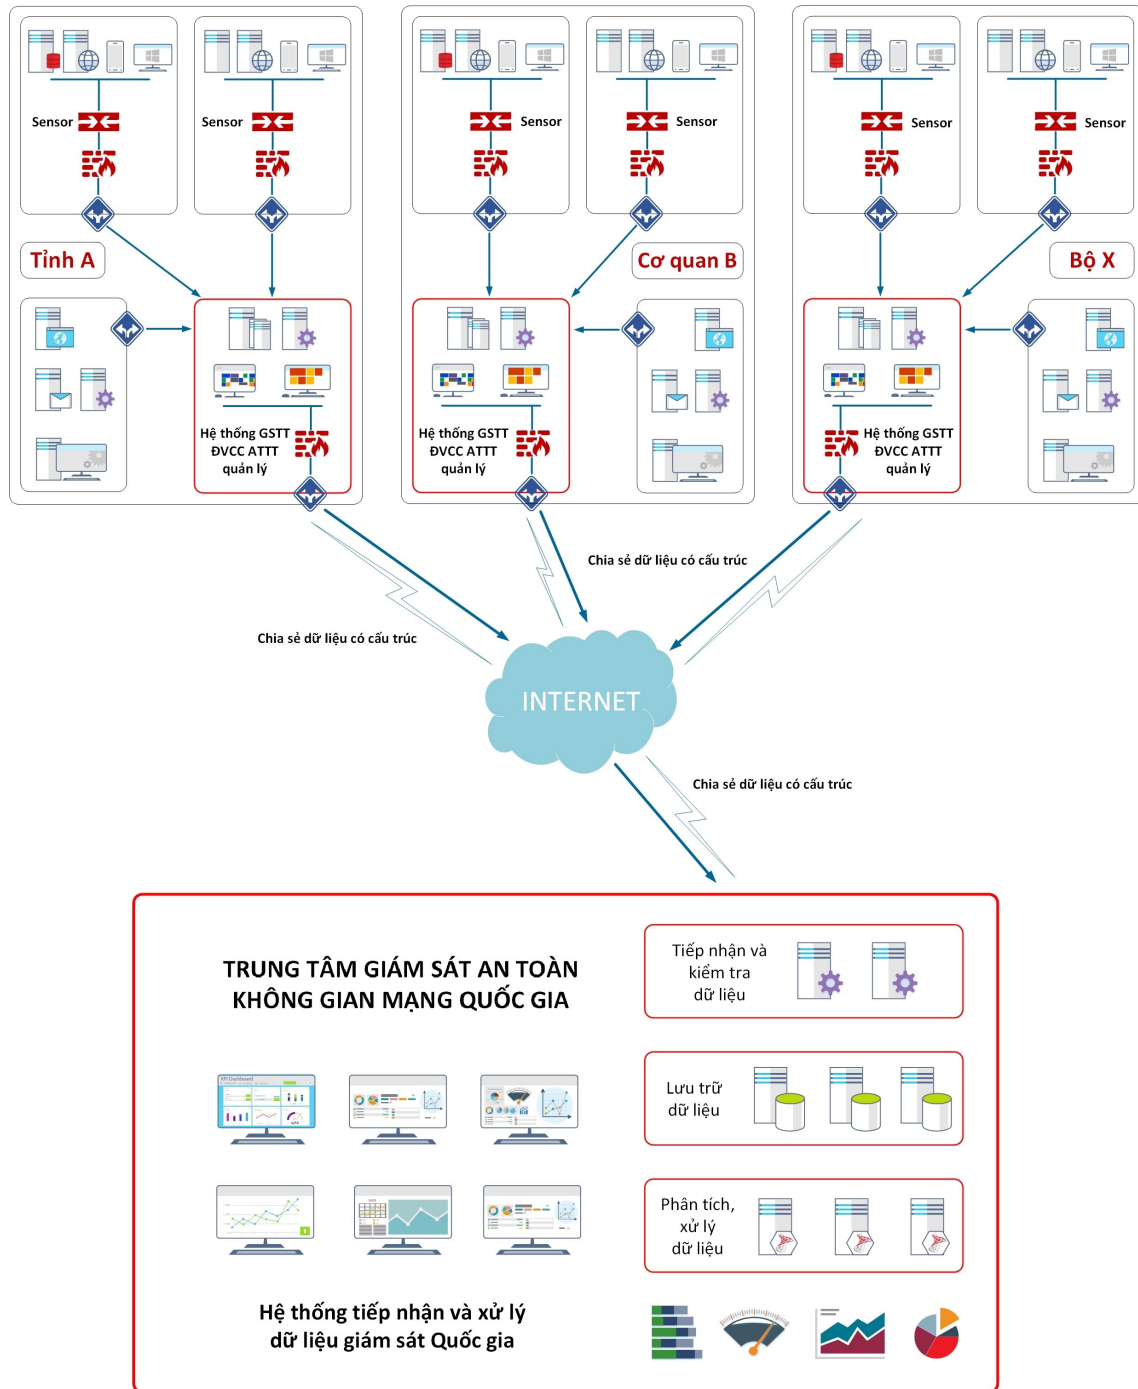 Sensor
Sensor
Sensor
Sensor
Sensor
Sensor
Tỉnh A
Cơ quan B
Bộ X
Hệ thống GSTT
ĐVCC ATTT
quản lý
Hệ thống GSTT
ĐVCC ATTT
quản lý
Hệ thống GSTT
ĐVCC ATTT
quản lý
Chia sẻ dữ liệu có cấu trúc
Chia sẻ dữ liệu có cấu trúc
INTERNET
Chia sẻ dữ liệu có cấu trúc
TRUNG TÂM GIÁM SÁT AN TOÀN
KHÔNG GIAN MẠNG QUỐC GIA
Tiếp nhận và
kiểm tra
dữ liệu
KPI Dashboard
Lưu trữ
dữ liệu
Phân tích,
xử lý
dữ liệu
Hệ thống tiếp nhận và xử lý
dữ liệu giám sát Quốc gia